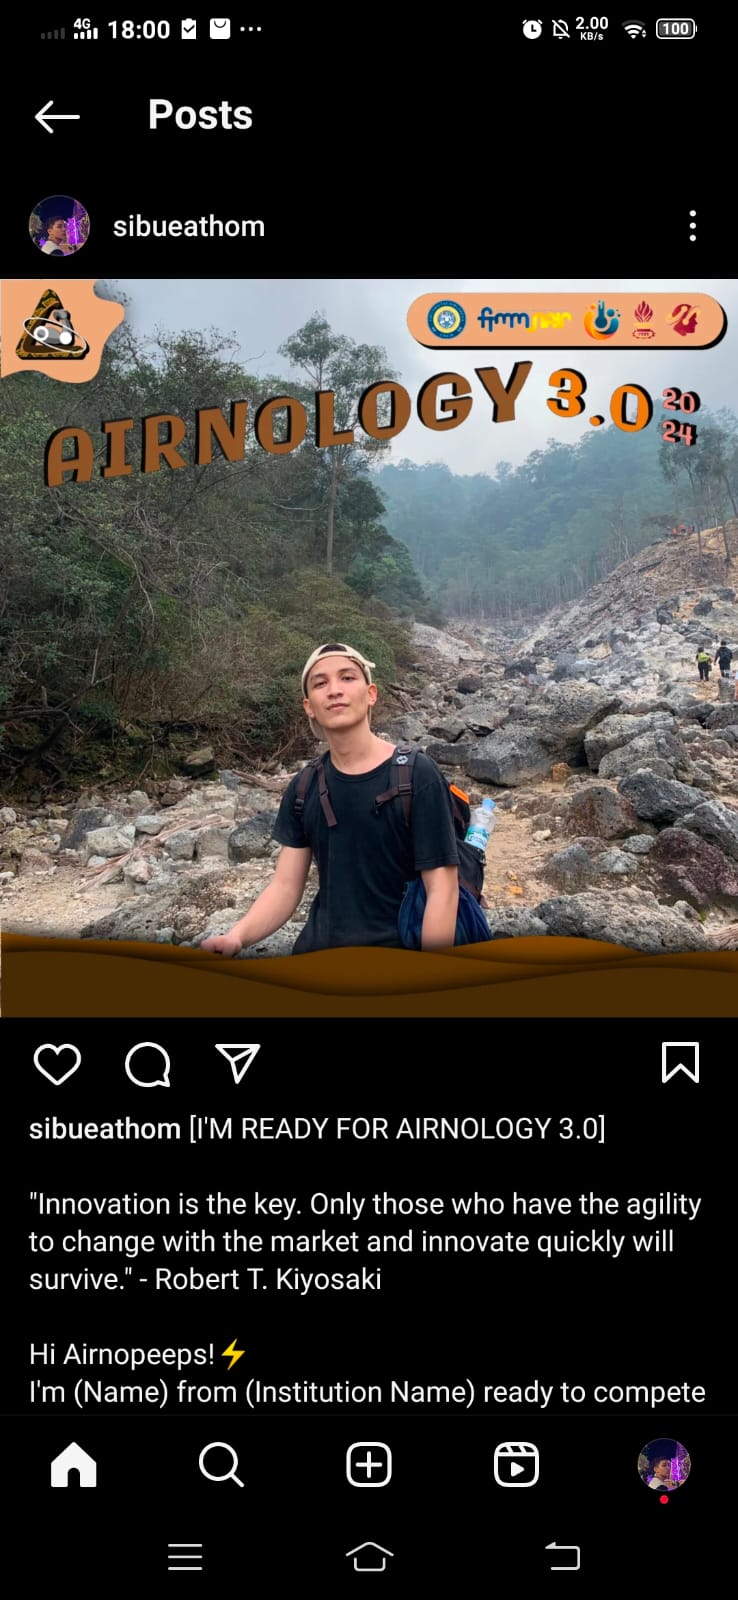 4G 18:00 2.00 KB/s 100
Posts
sibueathom
AIRNOLOGY 3.0 20
24
sibueathom [I'M READY FOR AIRNOLOGY 3.0]
"Innovation is the key. Only those who have the agility
to change with the market and innovate quickly will
survive." - Robert T. Kiyosaki
Hi Airnopeeps!⚡
I'm (Name) from (Institution Name) ready to compete